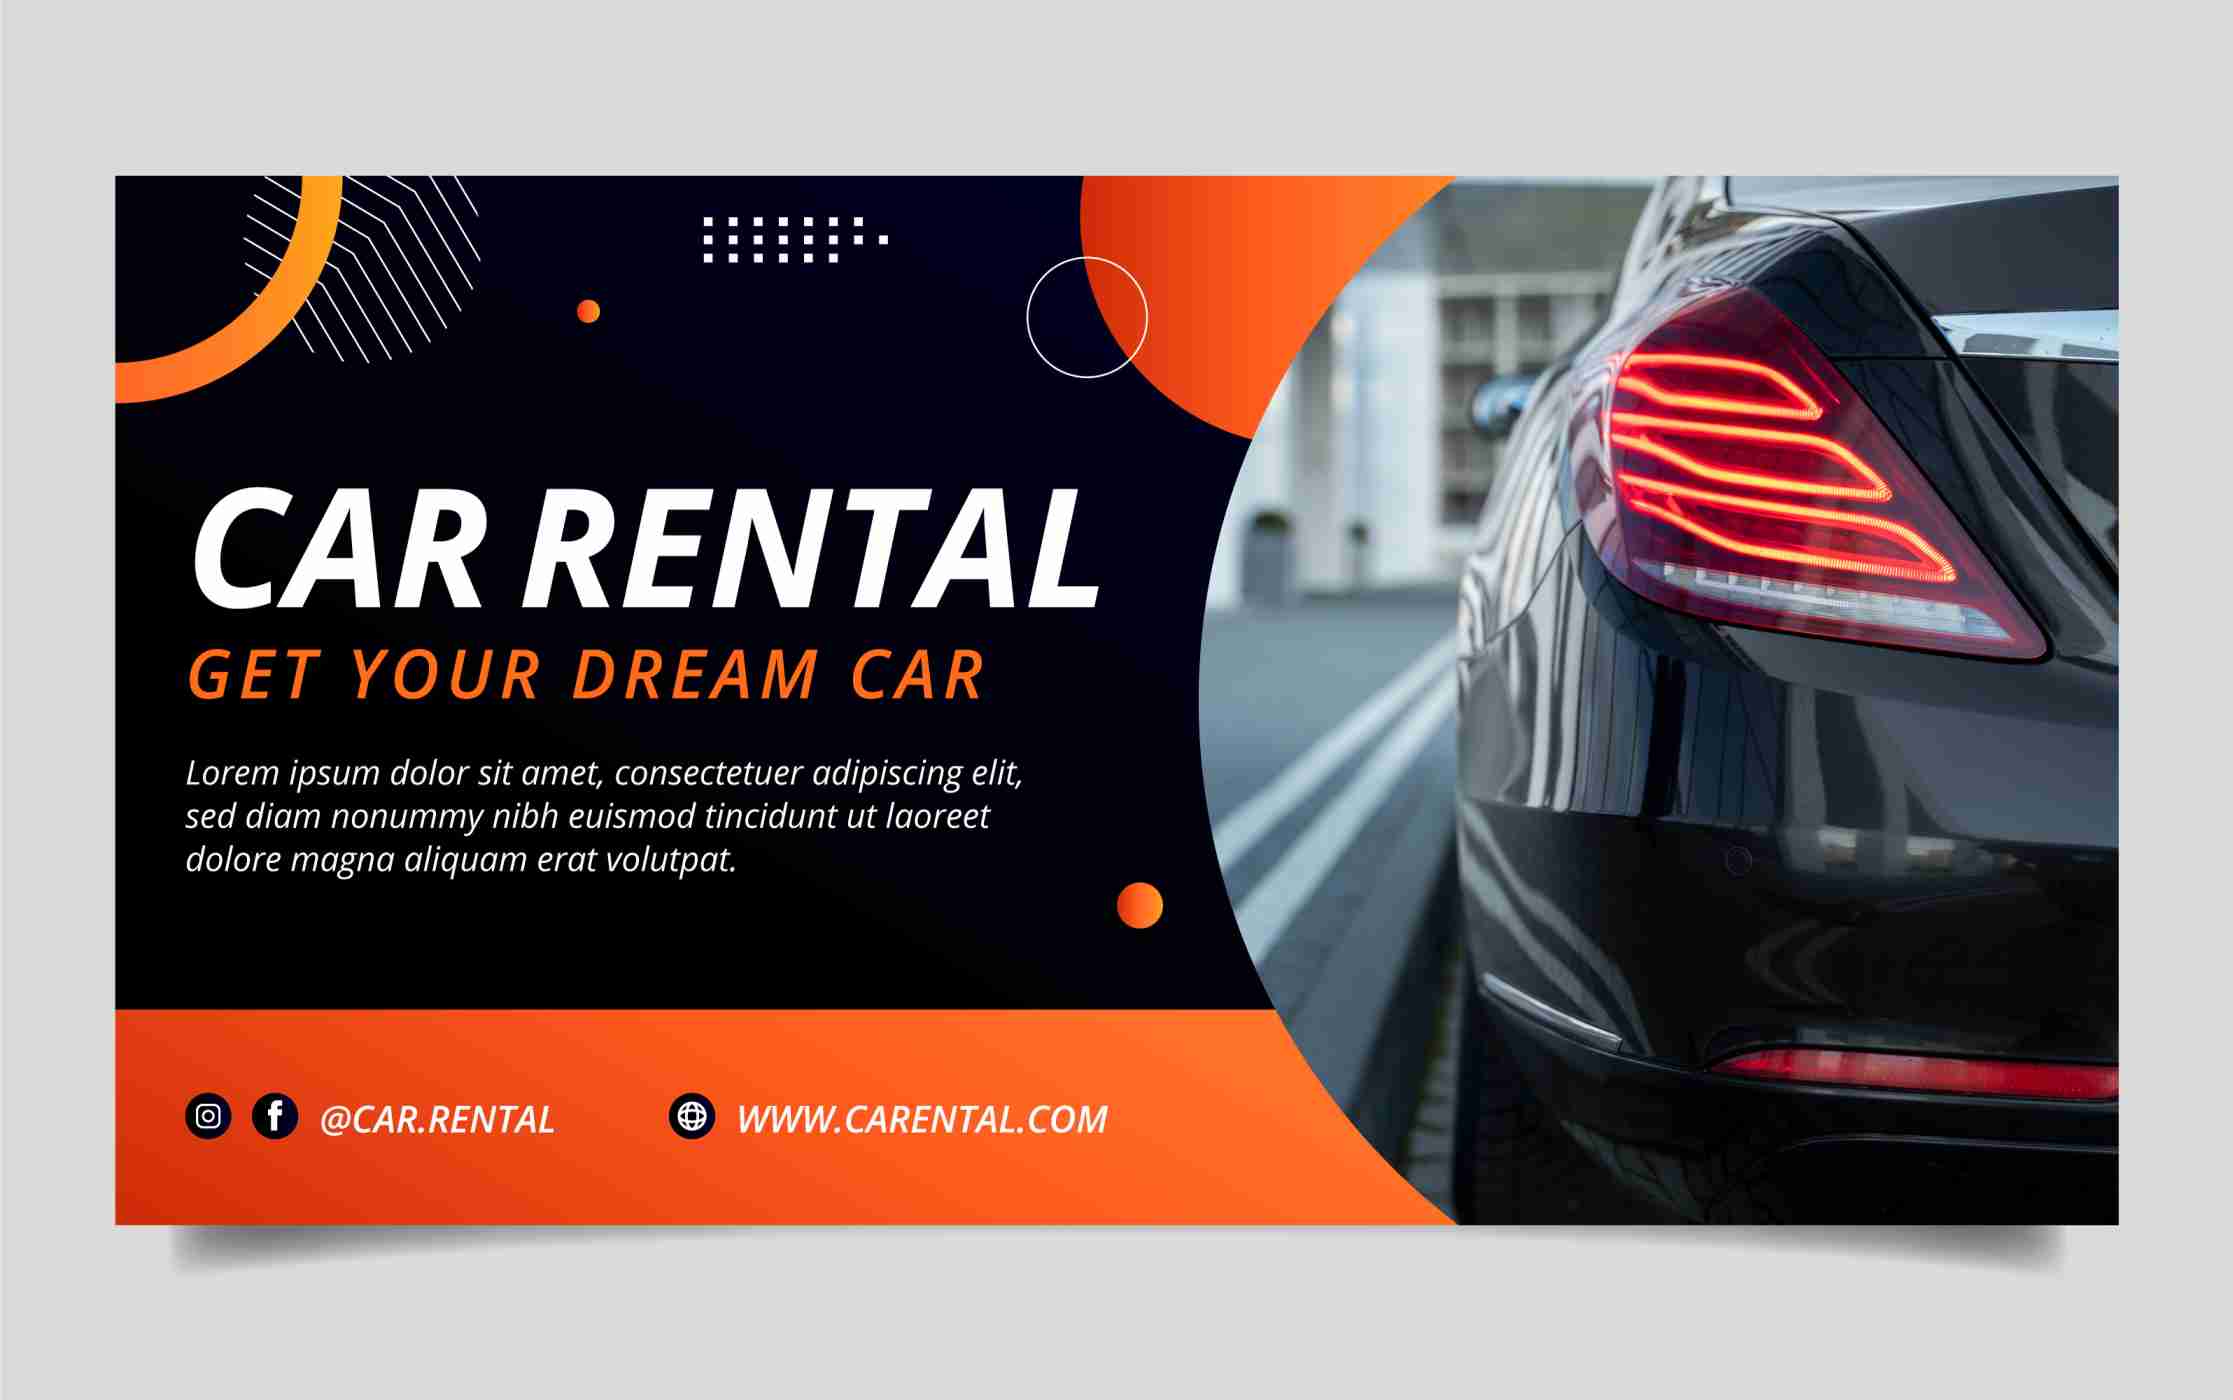 CAR RENTAL
GET YOUR DREAM CAR
Lorem ipsum dolor sit amet, consectetuer adipiscing elit,
sed diam nonummy nibh euismod tincidunt ut laoreet
dolore magna aliquam erat volutpat.
@CAR.RENTAL WWW.CARENTAL.COM